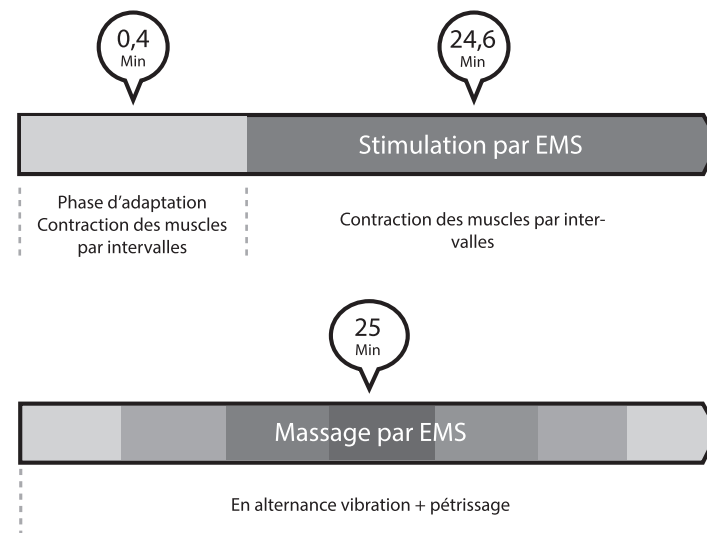 0,4
Min
24,6
Min
Stimulation par EMS
Phase d’adaptation
Contraction des muscles
par intervalles
Contraction des muscles par inter-
valles
25
Min
Massage par EMS
En alternance vibration + pétrissage